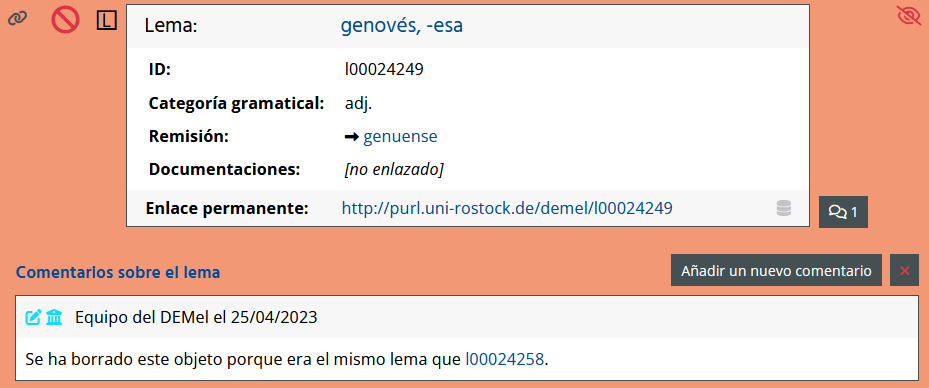 L
Lema: genovés, -esa
ID: l00024249
Categoría gramatical: adj.
Remisión: ➞ genuense
Documentaciones: [no enlazado]
Enlace permanente: http://purl.uni-rostock.de/demel/l00024249
1
Comentarios sobre el lema
Añadir un nuevo comentario ×
Equipo del DEMel el 25/04/2023
Se ha borrado este objeto porque era el mismo lema que l00024258.